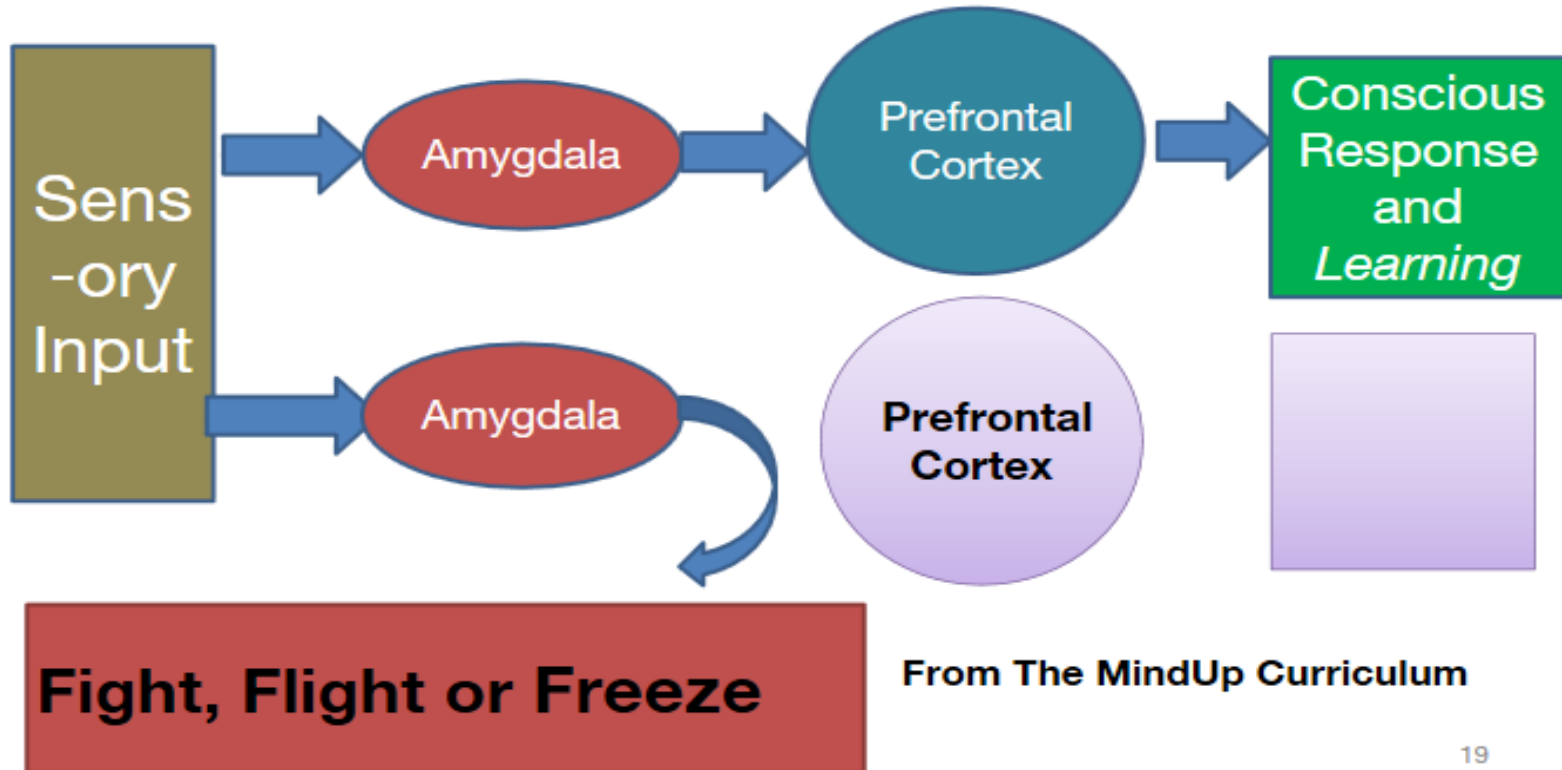 Sens
-ory
Input
Amygdala
Prefrontal
Cortex
Conscious
Response
and
Learning
Amygdala
Prefrontal
Cortex
Fight, Flight or Freeze
From The MindUp Curriculum
19